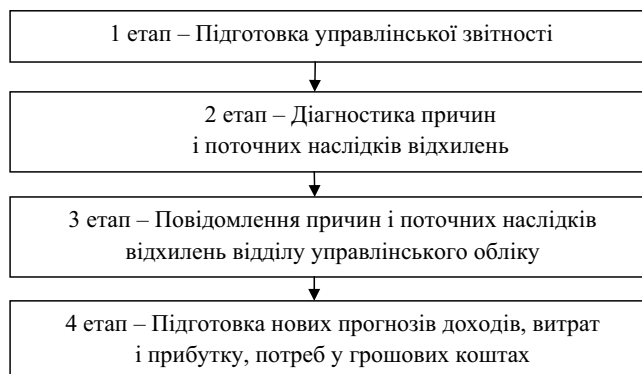 1 етап – Підготовка управлінської звітності
2 етап – Діагностика причин
і поточних наслідків відхилень
3 етап – Повідомлення причин і поточних наслідків
відхилень відділу управлінського обліку
4 етап – Підготовка нових прогнозів доходів, витрат
і прибутку, потреб у грошових коштах